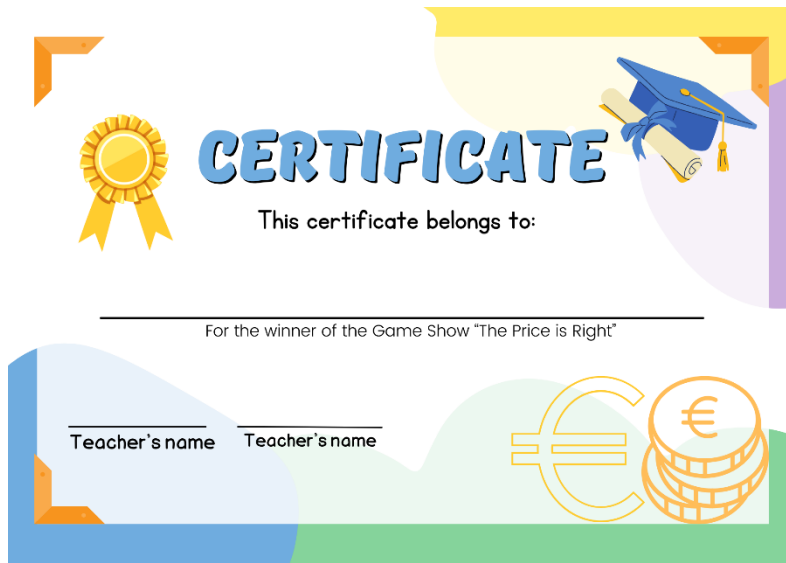 CERTIFICATE
This certificate belongs to:
For the winner of the Game Show “The Price is Right”
Teacher's name
Teacher's name
€
€